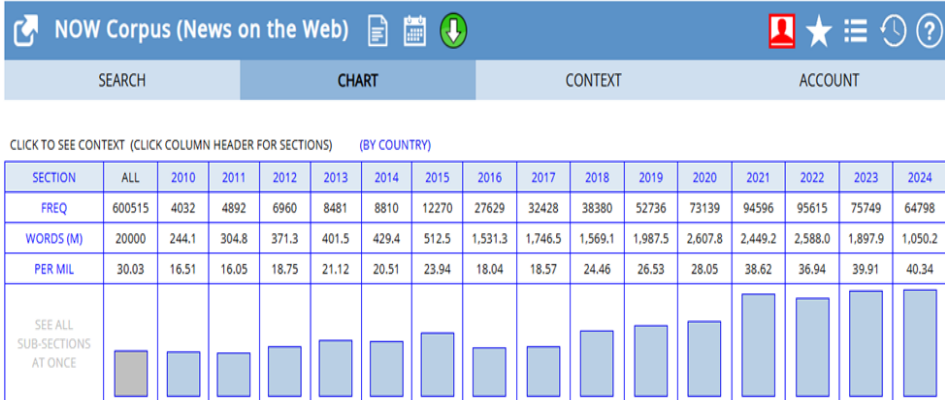 NOW Corpus (News on the Web)
SEARCH CHART CONTEXT ACCOUNT
CLICK TO SEE CONTEXT (CLICK COLUMN HEADER FOR SECTIONS) (BY COUNTRY)
SECTION ALL 2010 2011 2012 2013 2014 2015 2016 2017 2018 2019 2020 2021 2022 2023 2024
FREQ 600515 4032 4892 6960 8481 8810 12270 27629 32428 38380 52736 73139 94596 95615 75749 64798
WORDS (M) 20000 244.1 304.8 371.3 401.5 429.4 512.5 1,531.3 1,746.5 1,569.1 1,987.5 2,607.8 2,449.2 2,588.0 1,897.9 1,050.2
PER MIL 30.03 16.51 16.05 18.75 21.12 20.51 23.94 18.04 18.57 24.46 26.53 28.05 38.62 36.94 39.91 40.34
SEE ALL
SUB-SECTIONS
AT ONCE